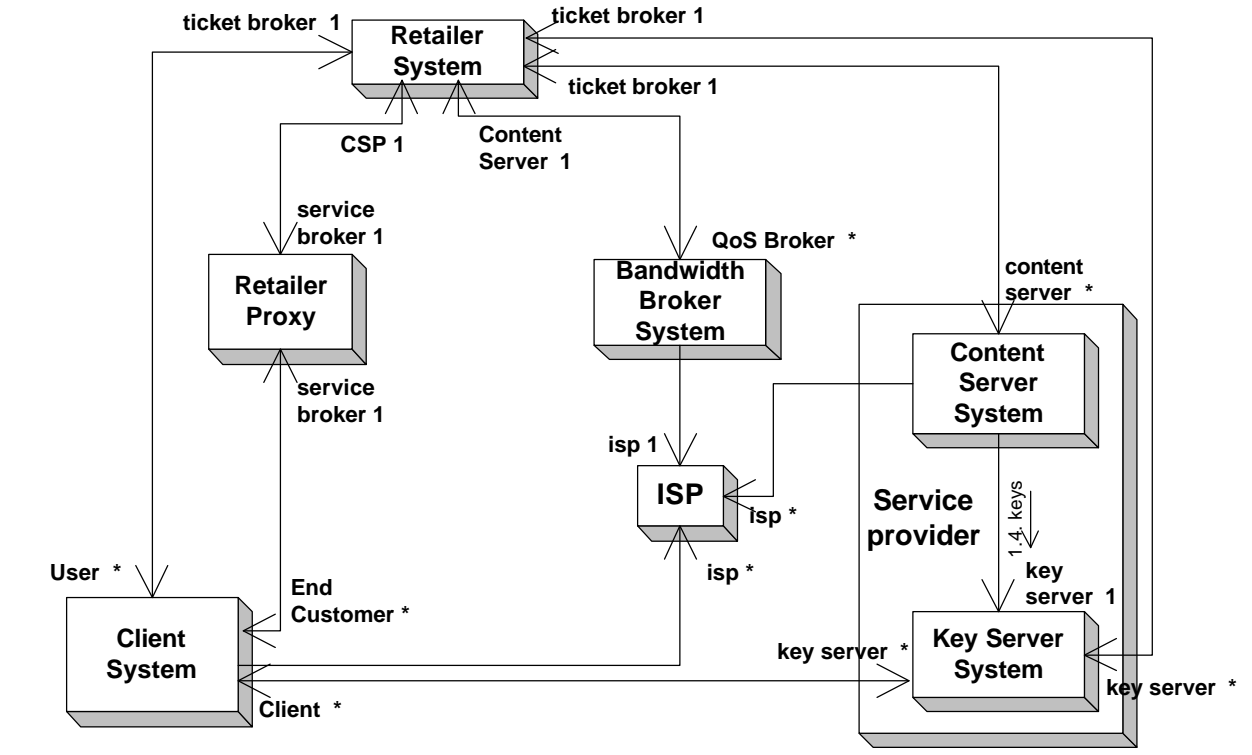 ticket broker 1
ticket broker 1
Retailer
System
ticket broker 1
CSP 1
Content
Server 1
service
broker 1
QoS Broker *
Retailer
Proxy
Bandwidth
Broker
System
content
server *
Content
Server
System
service
broker 1
isp 1
ISP
isp *
Service
provider
1.4. keys
isp *
key
server 1
User *
End
Customer *
Client
System
key server *
Key Server
System
key server *
Client *